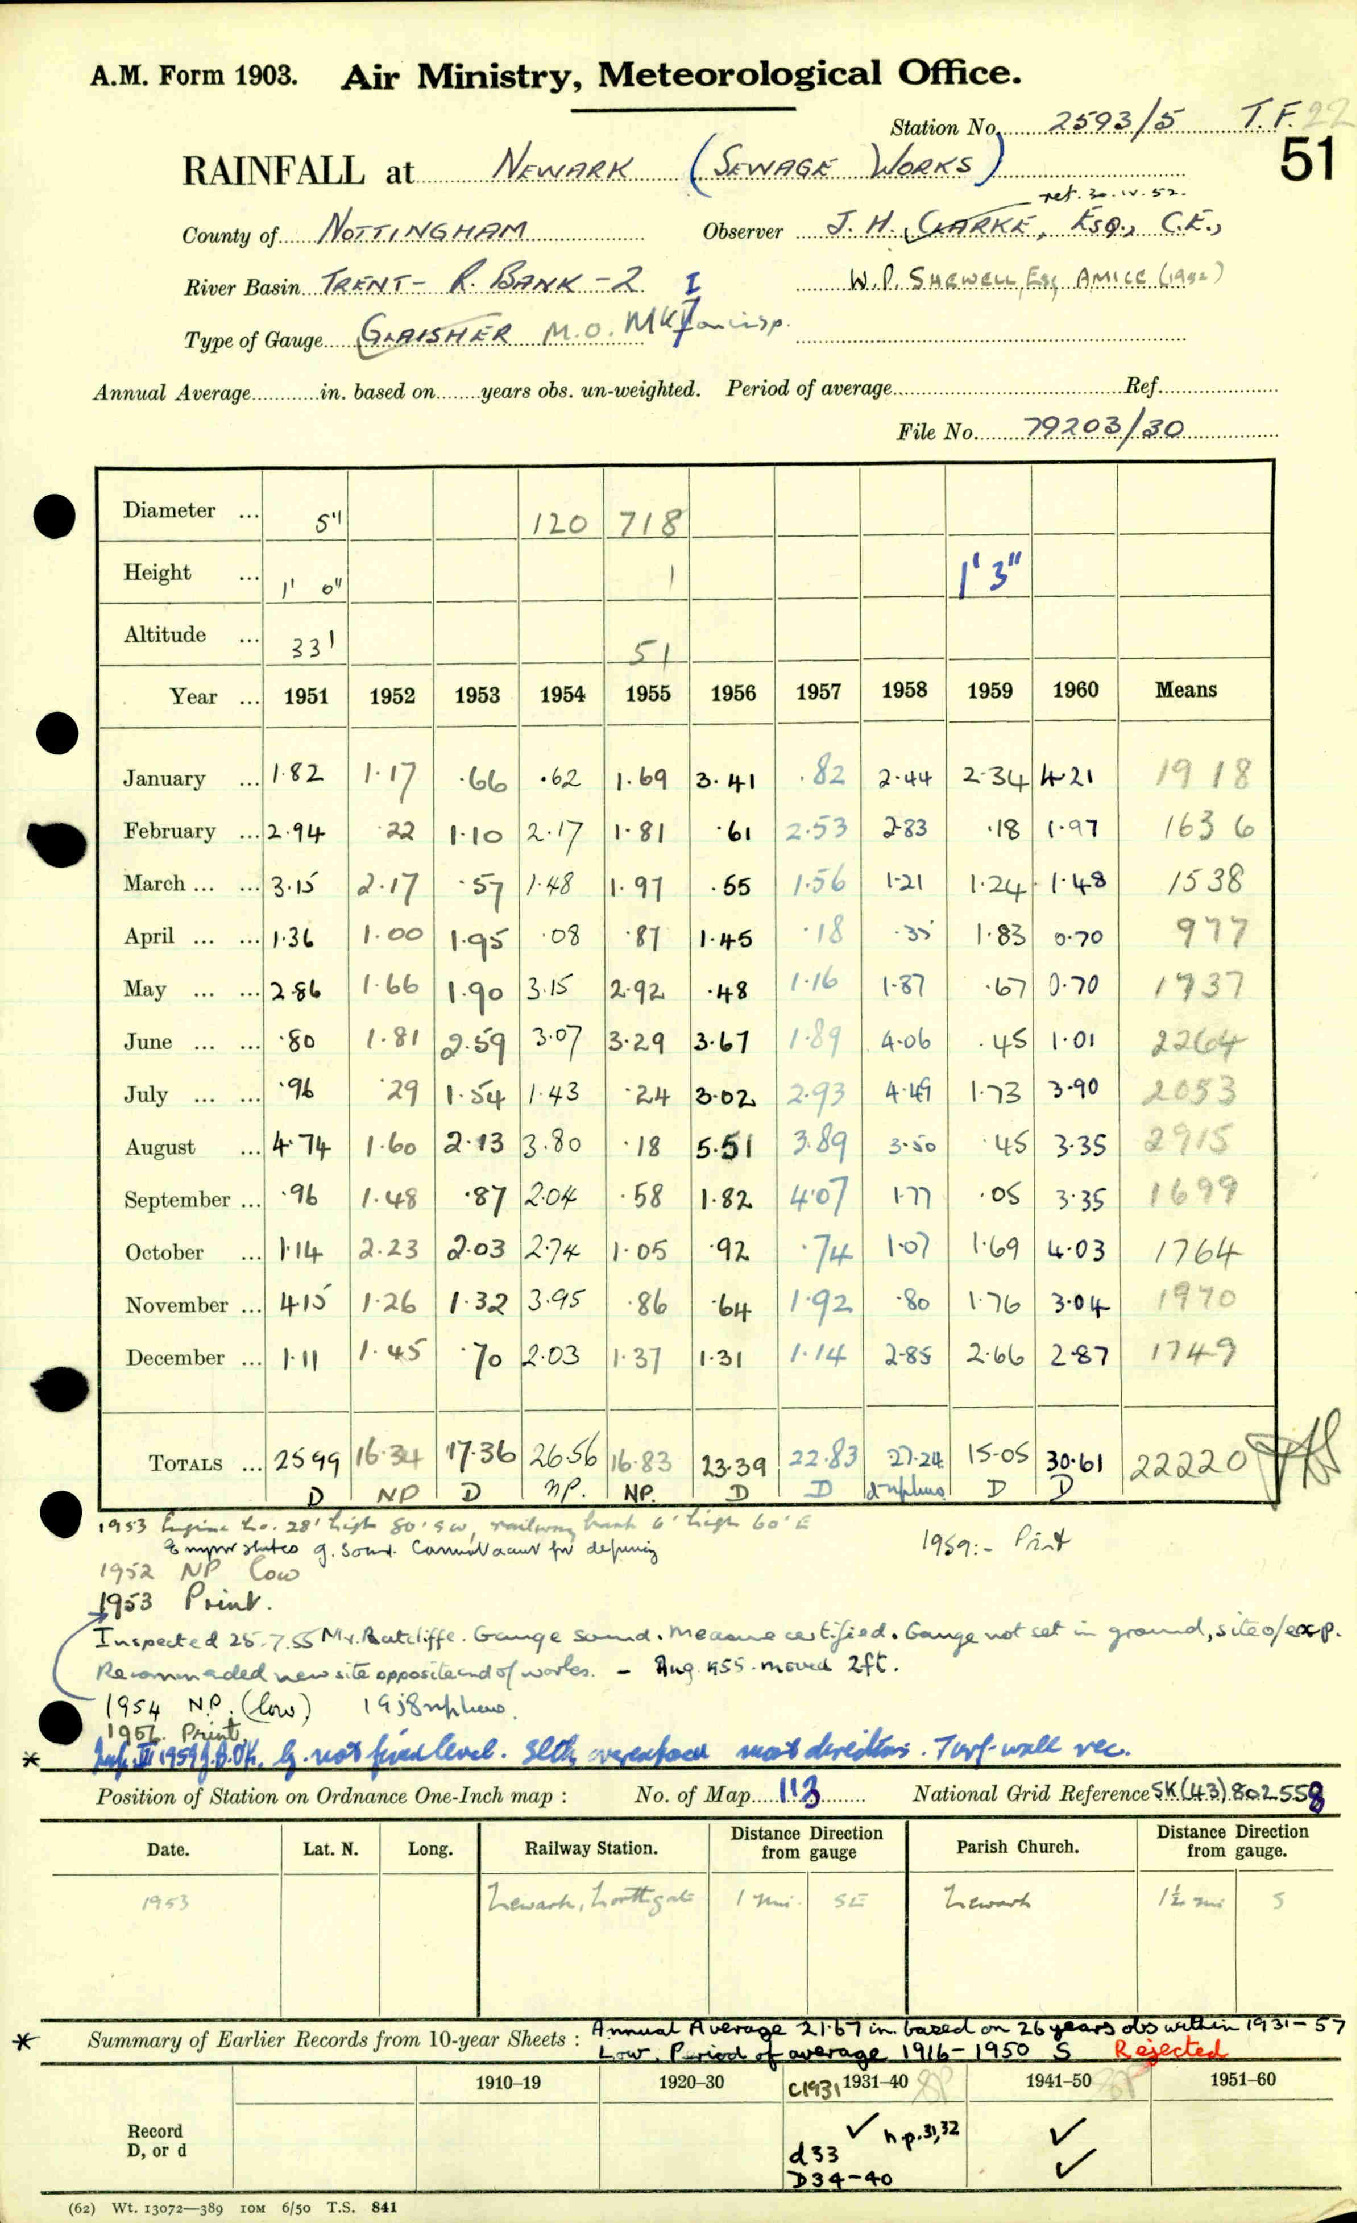 A.M. Form 1903. Air Ministry, Meteorological Office.
Station No. 2593/5 T.F. 22
51
RAINFALL at NEWARK (SEWAGE WORKS)
ret. 30.IV.52.
County of NOTTINGHAM Observer J. H. CLARKE, ESQ., C.E.,
River Basin TRENT - R. BANK - 2 I W.P. SHEWELL, Esq AMICE (1952)
Type of Gauge GLAISHER M.O. MK
Annual Average in. based on years obs. un-weighted. Period of average Ref.
File No. 79203/30
Diameter ... 5" 120 718
Height ... 1' 0" 1 1' 3"
Altitude ... 33' 51
Year ... 1951 1952 1953 1954 1955 1956 1957 1958 1959 1960 Means
January ... 1.82 1.17 .66 .62 1.69 3.41 .82 2.44 2.34 4.21 1918
February ... 2.94 .22 1.10 2.17 1.81 .61 2.53 2.83 .18 1.97 1636
March ... ... 3.15 2.17 .57 1.48 1.97 .55 1.56 1.21 1.24 1.48 1538
April ... ... 1.36 1.00 1.95 .08 .87 1.45 .18 .35 1.83 0.70 977
May ... ... 2.86 1.66 1.90 3.15 2.92 .48 1.16 1.87 .67 0.70 1737
June ... ... .80 1.81 2.59 3.07 3.29 3.67 1.89 4.06 .45 1.01 2264
July ... ... .96 .29 1.54 1.43 .24 3.02 2.93 4.49 1.73 3.90 2053
August ... 4.74 1.60 2.13 3.80 .18 5.51 3.89 3.50 .45 3.35 2915
September ... .96 1.48 .87 2.04 .58 1.82 4.07 1.77 .05 3.35 1699
October ... 1.14 2.23 2.03 2.74 1.05 .92 .74 1.07 1.69 4.03 1764
November ... 4.15 1.26 1.32 3.95 .86 .64 1.92 .80 1.76 3.04 1970
December ... 1.11 1.45 .70 2.03 1.37 1.31 1.14 2.85 2.66 2.87 1749
TOTALS ... 25.99 16.34 17.36 26.56 16.83 23.39 22.83 27.24 15.05 30.61 22220
D NP D NP. NP. D D D D
1953 Engine ho. 28' high 80' SW, railway bank 6' high 60' E
g. sound. 1959:- Print
1952 NP low
1953 Print.
Inspected 25.7.55 Mr. Ratcliffe. Gauge sound. Measure certified. Gauge not set in ground, site o/exp.
Recommended new site opposite end of works. - Aug. 1955 moved 2ft.
1954 N.P. (low) 1958
1956 Print.
* 1959 g. not fixed level. overexposed most directions. Turf-wall rec.
Position of Station on Ordnance One-Inch map : No. of Map 113 National Grid Reference SK(43) 802558
Date. Lat. N. Long. Railway Station. Distance from Direction gauge Parish Church. Distance from Direction gauge.
1953 Newark, Northgate 1 mi. SE Newark 1½ mi S
* Summary of Earlier Records from 10-year Sheets : Annual Average 21.67 in. based on 26 years obs within 1931-57
Low. Period of average 1916-1950 S Rejected
1910–19 1920–30 C1931 1931–40 1941–50 1951–60
Record D, or d ✓ n.p. 31,32 ✓
d33
D34-40 ✓
(62) Wt. 13072—389 10M 6/50 T.S. 841